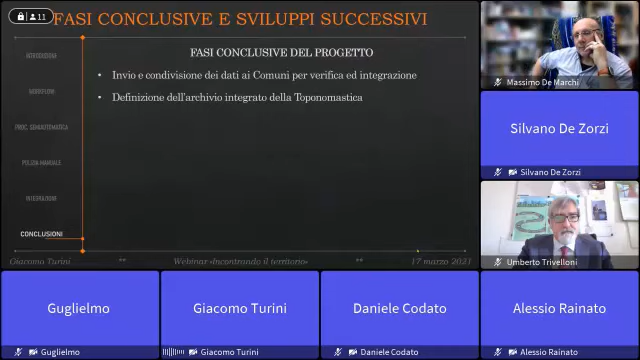 11
FASI CONCLUSIVE E SVILUPPI SUCCESSIVI
INTRODUZIONE
WORKFLOW
PROC. SEMIAUTOMATICA
PULIZIA MANUALE
INTEGRAZIONI
CONCLUSIONI
FASI CONCLUSIVE DEL PROGETTO
• Invio e condivisione dei dati ai Comuni per verifica ed integrazione
• Definizione dell'archivio integrato della Toponomastica
Giacomo Turini
Webinar «Incontrando il territorio»
17 marzo 2021
Massimo De Marchi
Silvano De Zorzi
Silvano De Zorzi
Umberto Trivelloni
Guglielmo
Guglielmo
Giacomo Turini
Giacomo Turini
Daniele Codato
Daniele Codato
Alessio Rainato
Alessio Rainato